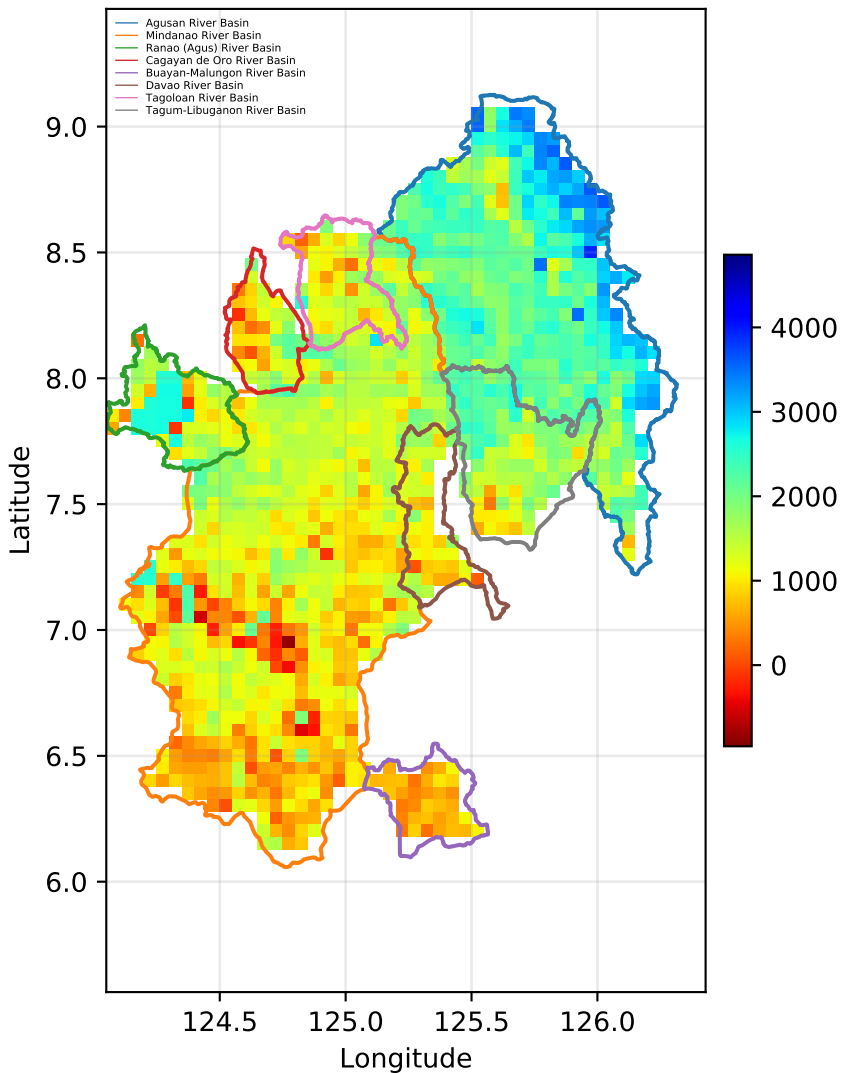 Agusan River Basin
Mindanao River Basin
Ranao (Agus) River Basin
Cagayan de Oro River Basin
Buayan-Malungon River Basin
Davao River Basin
Tagoloan River Basin
Tagum-Libuganon River Basin
9.0
8.5
8.0
7.5
7.0
6.5
6.0
Latitude
124.5 125.0 125.5 126.0
Longitude
4000
3000
2000
1000
0